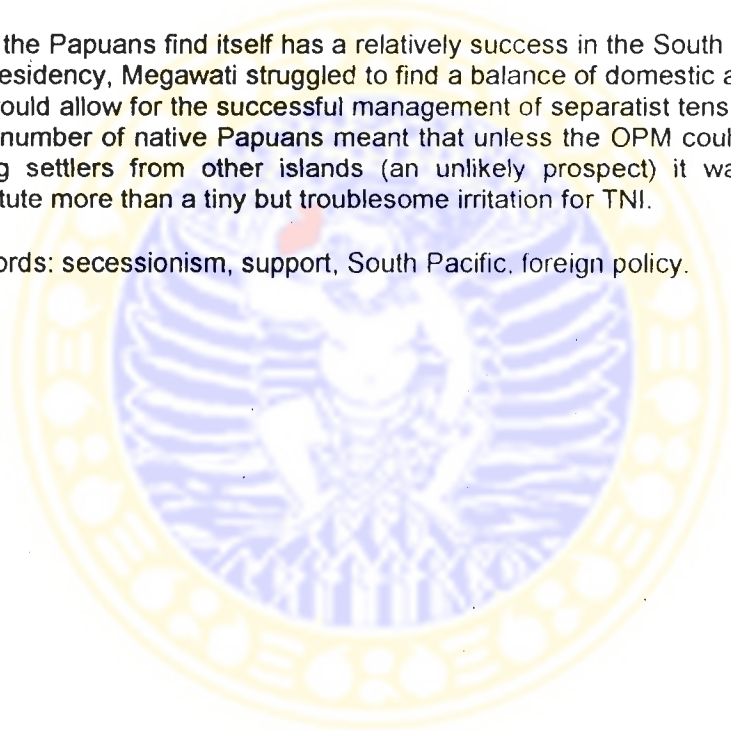 the Papuans find itself has a relatively success in the South
esidency, Megawati struggled to find a balance of domestic a
ould allow for the successful management of separatist tens
number of native Papuans meant that unless the OPM coul
g settlers from other islands (an unlikely prospect) it wa
tute more than a tiny but troublesome irritation for TNI.
ords: secessionism, support, South Pacific. foreign policy.